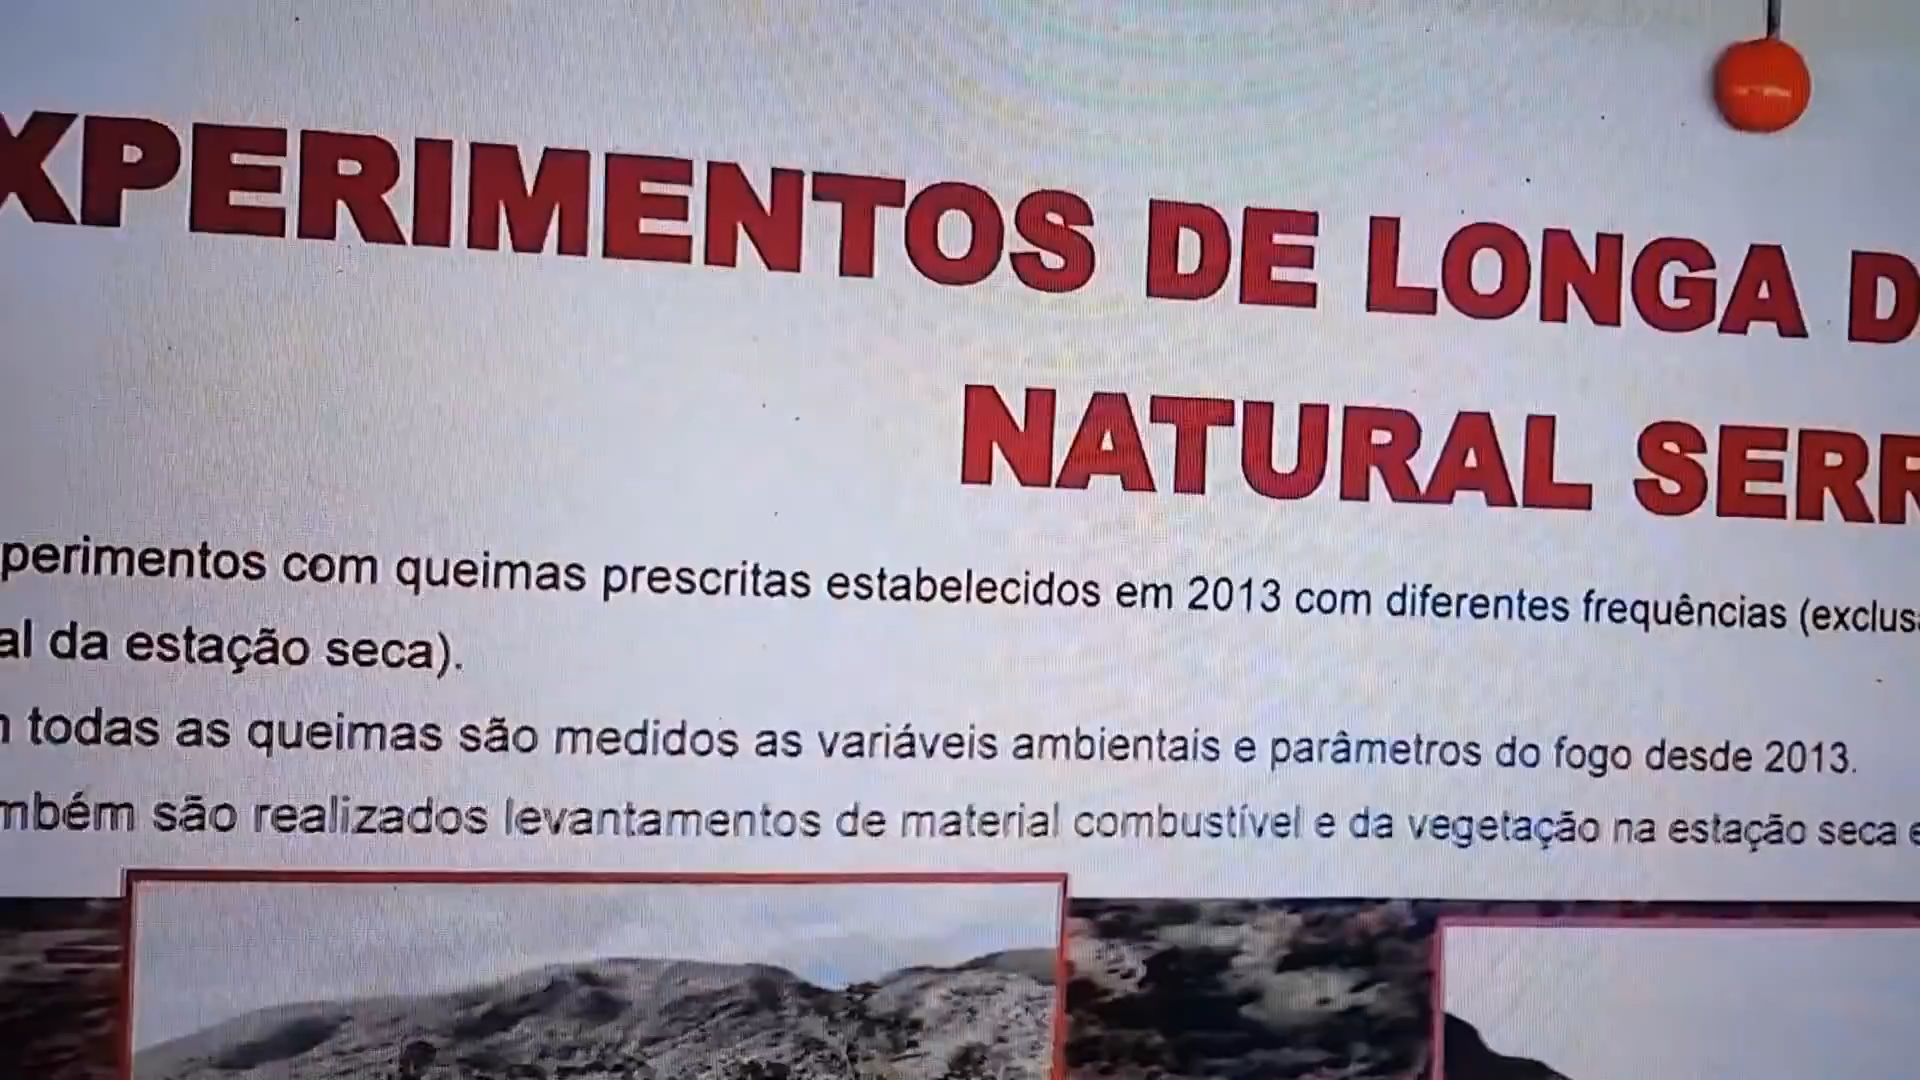 XPERIMENTOS DE LONGA D
NATURAL SERR
perimentos com queimas prescritas estabelecidos em 2013 com diferentes frequências (exclus
al da estação seca).
todas as queimas são medidos as variáveis ambientais e parâmetros do fogo desde 2013.
mbém são realizados levantamentos de material combustível e da vegetação na estação seca e